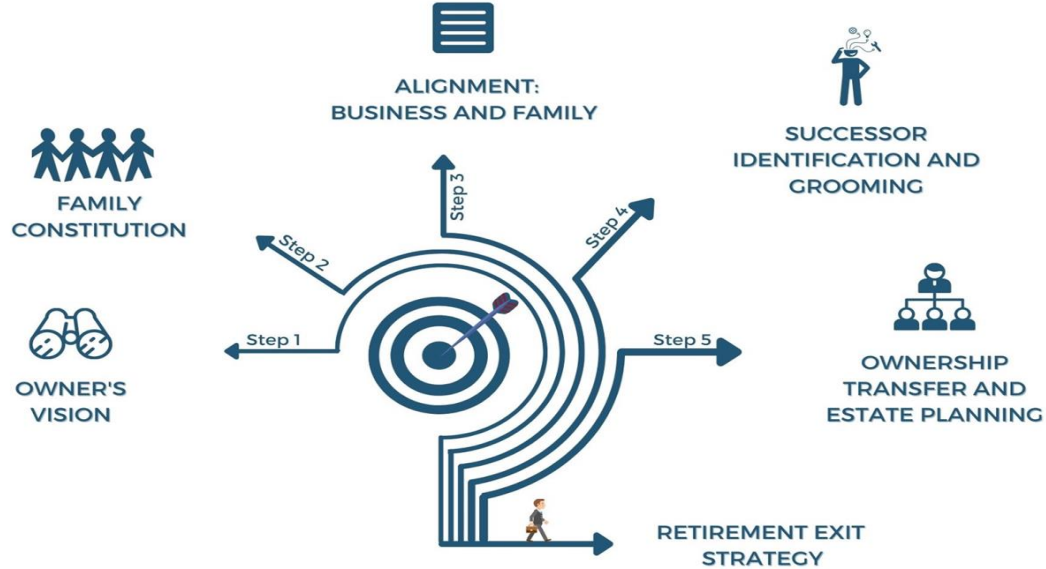 OWNER'S
VISION
Step 1
FAMILY
CONSTITUTION
Step 2
ALIGNMENT:
BUSINESS AND FAMILY
Step 3
SUCCESSOR
IDENTIFICATION AND
GROOMING
Step 4
OWNERSHIP
TRANSFER AND
ESTATE PLANNING
Step 5
RETIREMENT EXIT
STRATEGY